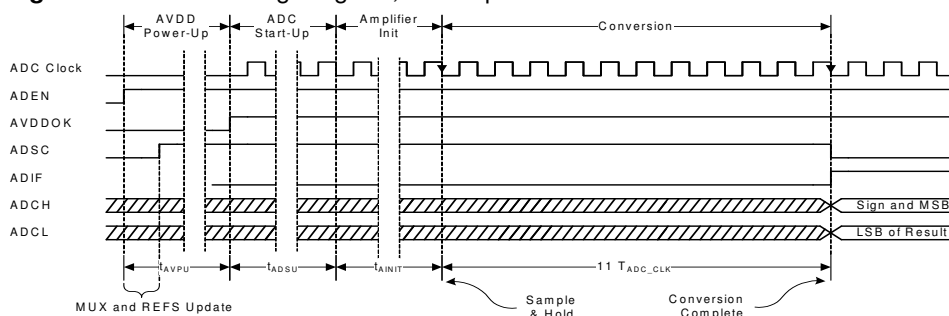 AVDD
Power-Up
ADC
Start-Up
Amplifier
Init
Conversion
ADC Clock
ADEN
AVDDOK
ADSC
ADIF
ADCH
Sign and MSB
ADCL
LSB of Result
tAVPU
tADSU
tAINIT
11 TADC_CLK
MUX and REFS Update
Sample
& Hold
Conversion
Complete